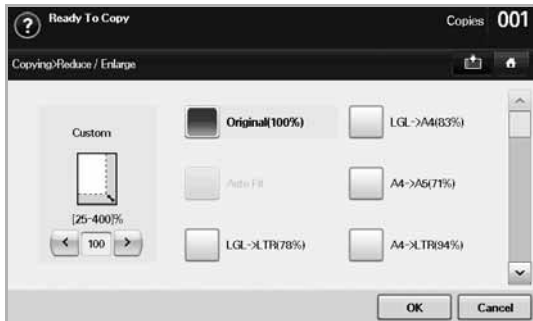 ? Ready To Copy
Copies 001
Copying>Reduce / Enlarge
Custom
[25-400]%
< 100 >
Original(100%)
LGL->A4(83%)
Auto Fit
A4->A5(71%)
LGL->LTR(78%)
A4->LTR(94%)
OK
Cancel